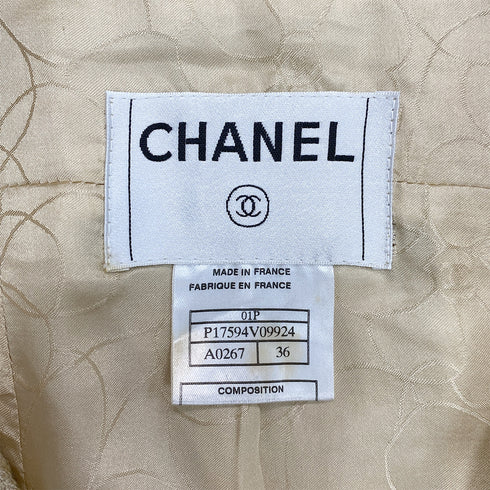 CHANEL
MADE IN FRANCE
FABRIQUE EN FRANCE
01P
P17594V09924
A0267 36
COMPOSITION